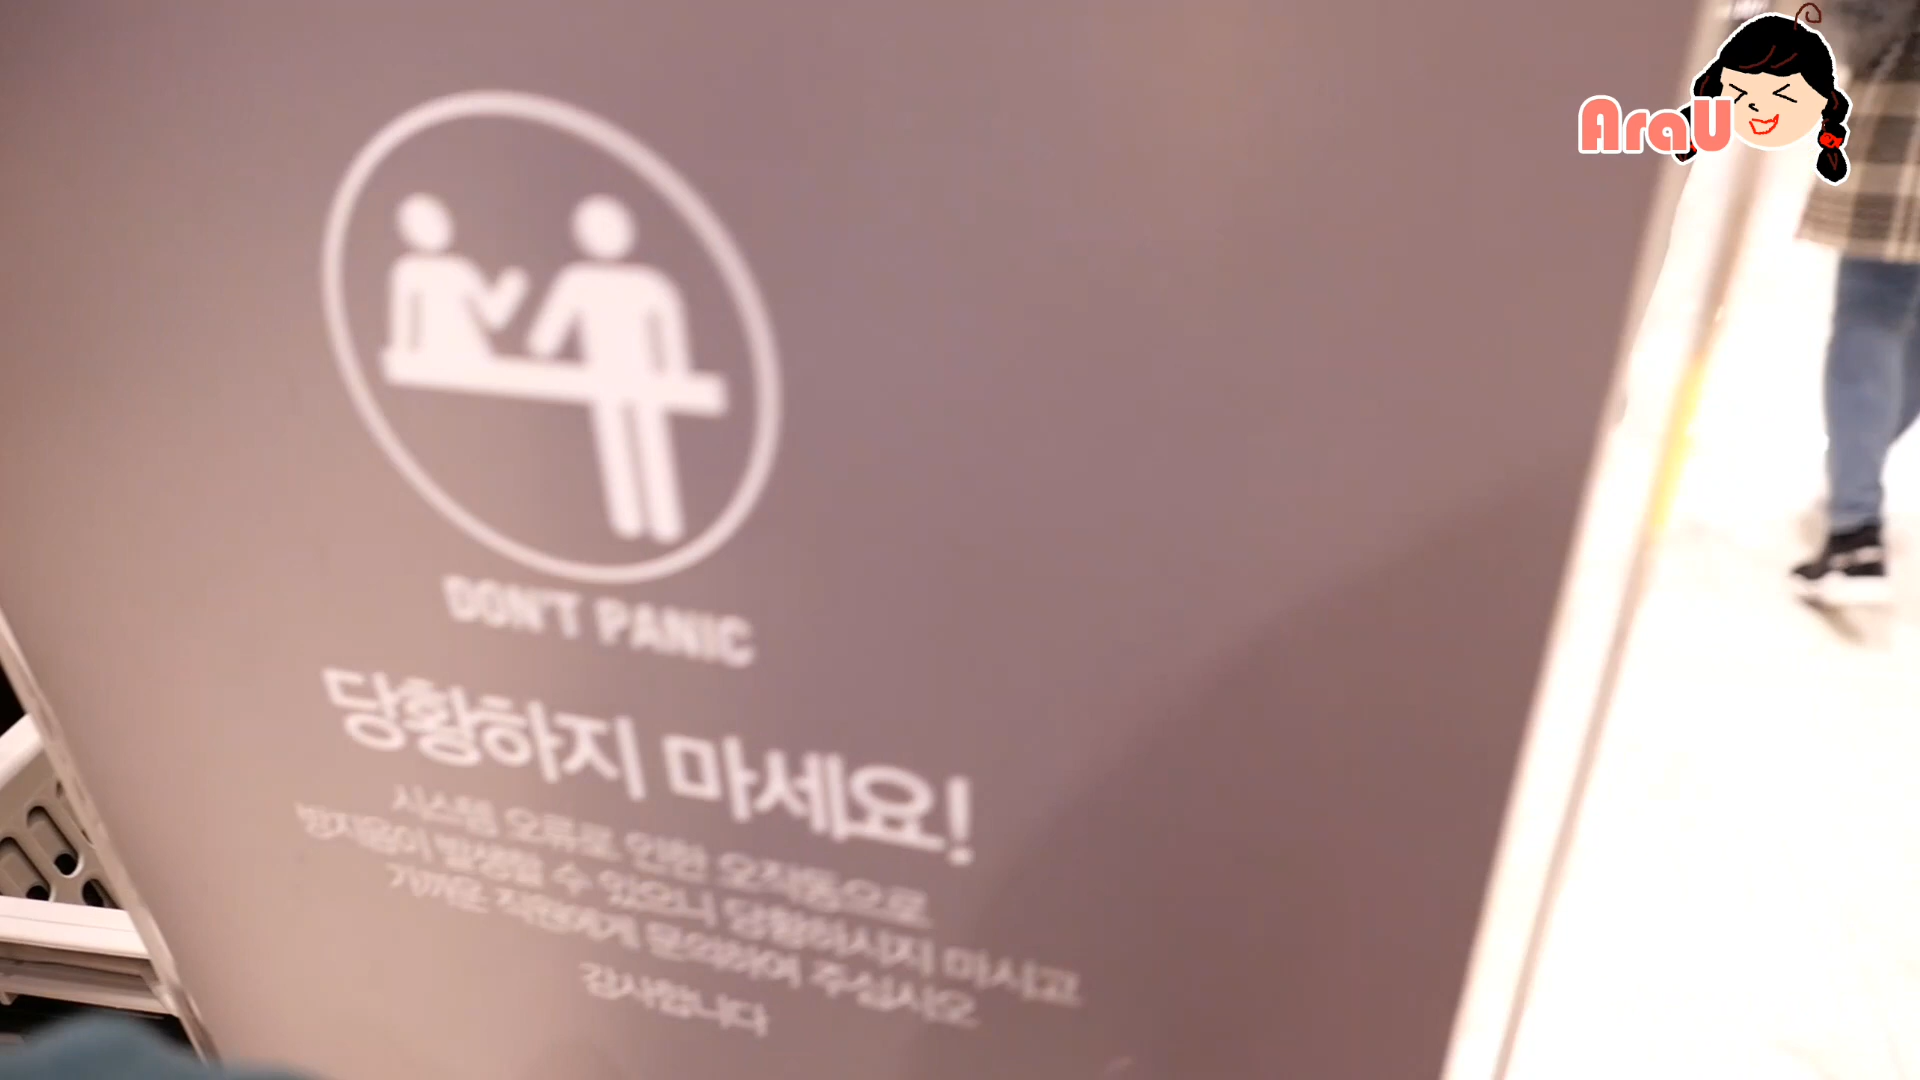 AraU
DON'T PANIC
당황하지 마세요!
시스템 오류로 인한 오작동으로
방지음이 발생할 수 있으니 당황하시지 마시고
가까운 직원에게 문의하여 주십시오
감사합니다